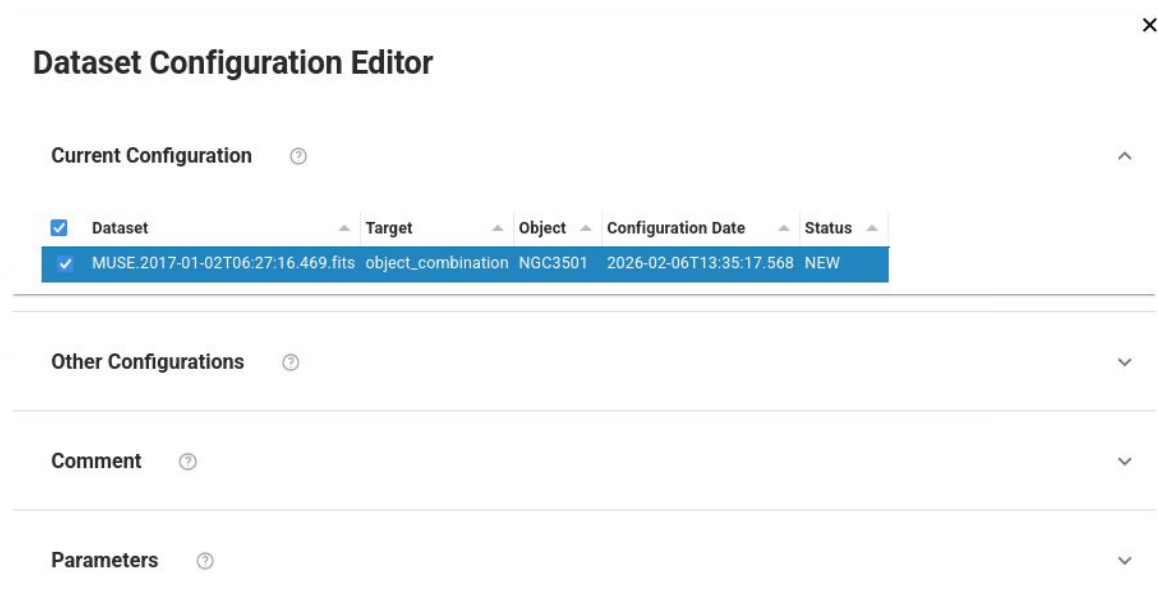 Dataset Configuration Editor
Current Configuration
Dataset Target Object Configuration Date Status
MUSE.2017-01-02T06:27:16.469.fits object_combination NGC3501 2026-02-06T13:35:17.568 NEW
Other Configurations
Comment
Parameters